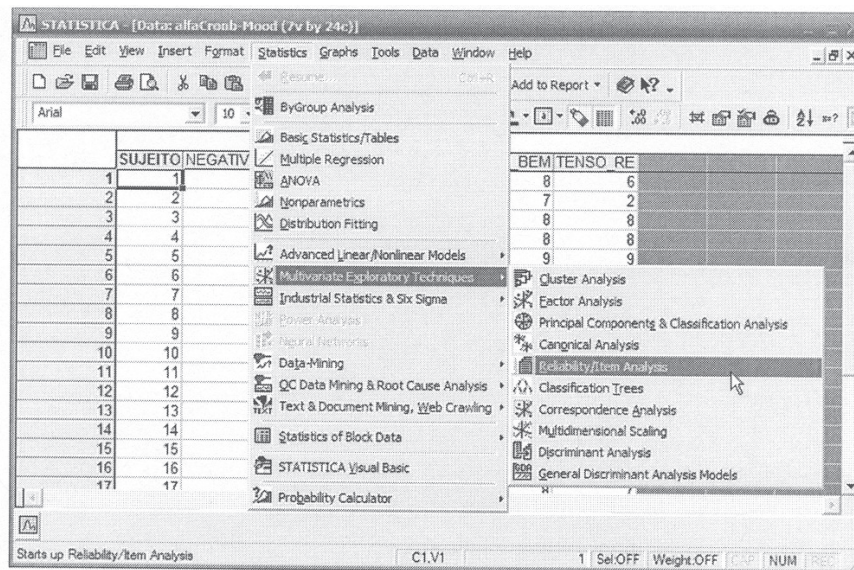 STATISTICA - [Data: alfaCronb-Mood (7v by 24c)]
File Edit View Insert Format Statistics Graphs Tools Data Window Help
Resume... Ctrl+R
Add to Report
Arial 10
ByGroup Analysis
Basic Statistics/Tables
Multiple Regression
ANOVA
Nonparametrics
Distribution Fitting
Advanced Linear/Nonlinear Models
Multivariate Exploratory Techniques
Industrial Statistics & Six Sigma
Power Analysis
Neural Networks
Data-Mining
QC Data Mining & Root Cause Analysis
Text & Document Mining, Web Crawling
Statistics of Block Data
STATISTICA Visual Basic
Probability Calculator
SUJEITO NEGATIV _BEM TENSO_RE
1 1 8 6
2 2 7 2
3 3 8 8
4 4 8 8
5 5 9 9
6 6
7 7
8 8
9 9
10 10
11 11
12 12
13 13
14 14
15 15
16 16
17 17
Cluster Analysis
Factor Analysis
Principal Components & Classification Analysis
Canonical Analysis
Reliability/Item Analysis
Classification Trees
Correspondence Analysis
Multidimensional Scaling
Discriminant Analysis
General Discriminant Analysis Models
Starts up Reliability/Item Analysis C1,V1 1 Sel:OFF Weight:OFF CAP NUM REC